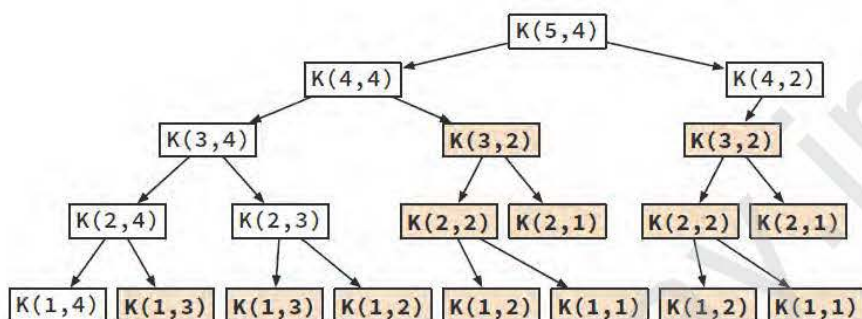 K(5,4)
K(4,4) K(4,2)
K(3,4) K(3,2) K(3,2)
K(2,4) K(2,3) K(2,2) K(2,1) K(2,2) K(2,1)
K(1,4) K(1,3) K(1,3) K(1,2) K(1,2) K(1,1) K(1,2) K(1,1)